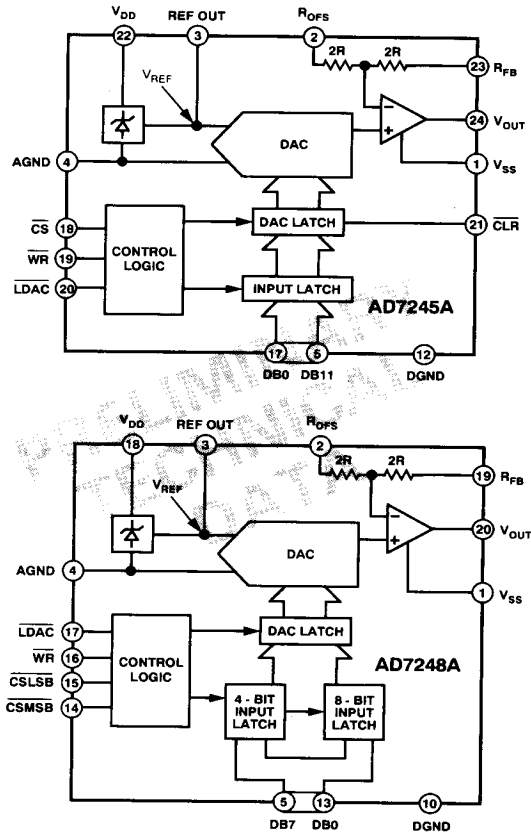 VDD REF OUT ROFS
22 3 2
2R 2R
23 RFB
VREF
DAC
24 VOUT
AGND 4
1 VSS
CS 18
DAC LATCH
21 CLR
WR 19
CONTROL
LOGIC
LDAC 20
INPUT LATCH
AD7245A
17 5 12
DB0 DB11 DGND
PRELIMINARY
TECHNICAL
DATA
VDD REF OUT ROFS
18 3 2
2R 2R
19 RFB
VREF
DAC
20 VOUT
AGND 4
1 VSS
LDAC 17
DAC LATCH
WR 16
CONTROL
LOGIC
AD7248A
CSLSB 15
4 - BIT
INPUT
LATCH
8 - BIT
INPUT
LATCH
CSMSB 14
5 13 10
DB7 DB0 DGND